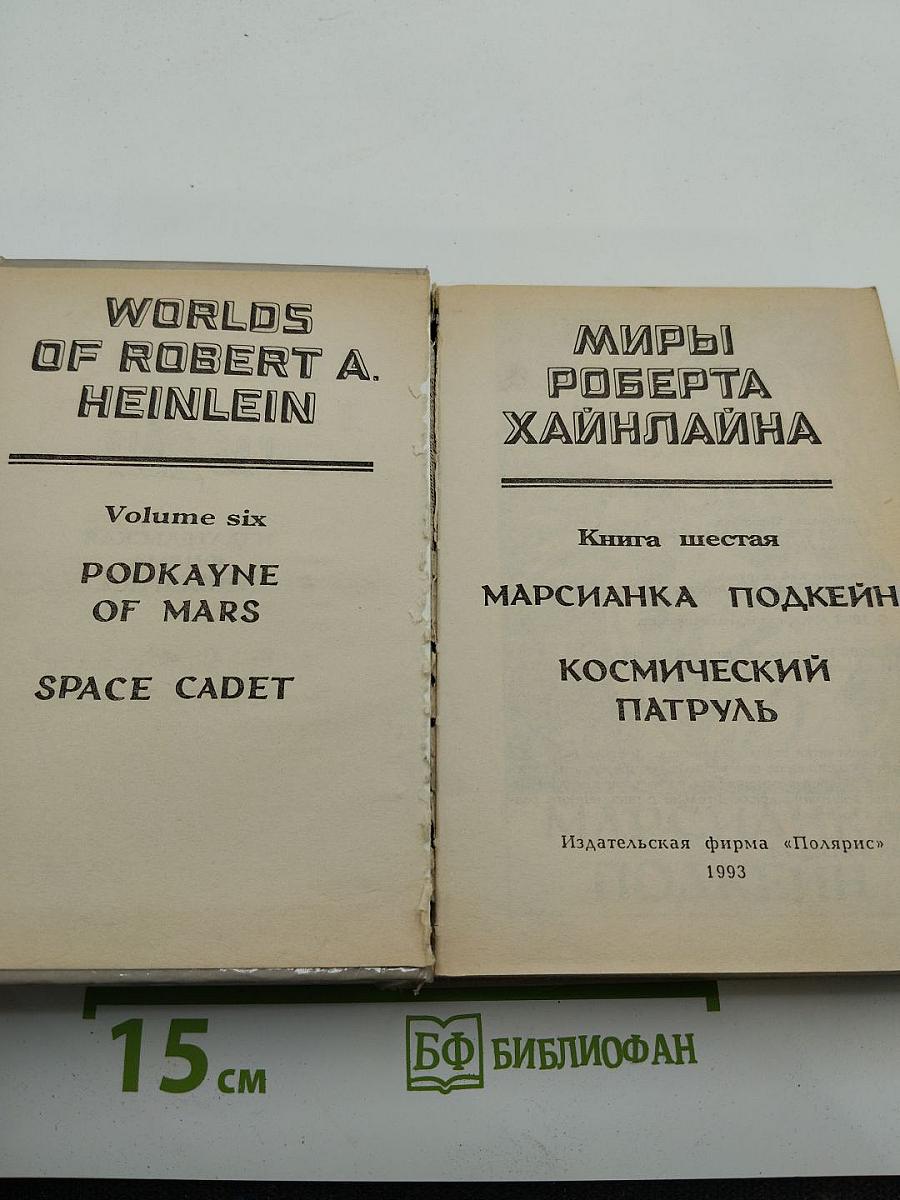 WORLDS
OF ROBERT A.
HEINLEIN
Volume six
PODKAYNE
OF MARS
SPACE CADET
МИРЫ
РОБЕРТА
ХАЙНЛАЙНА
Книга шестая
МАРСИАНКА ПОДКЕЙН
КОСМИЧЕСКИЙ
ПАТРУЛЬ
Издательская фирма «Полярис»
1993
15 см
БФ БИБЛИОФАН